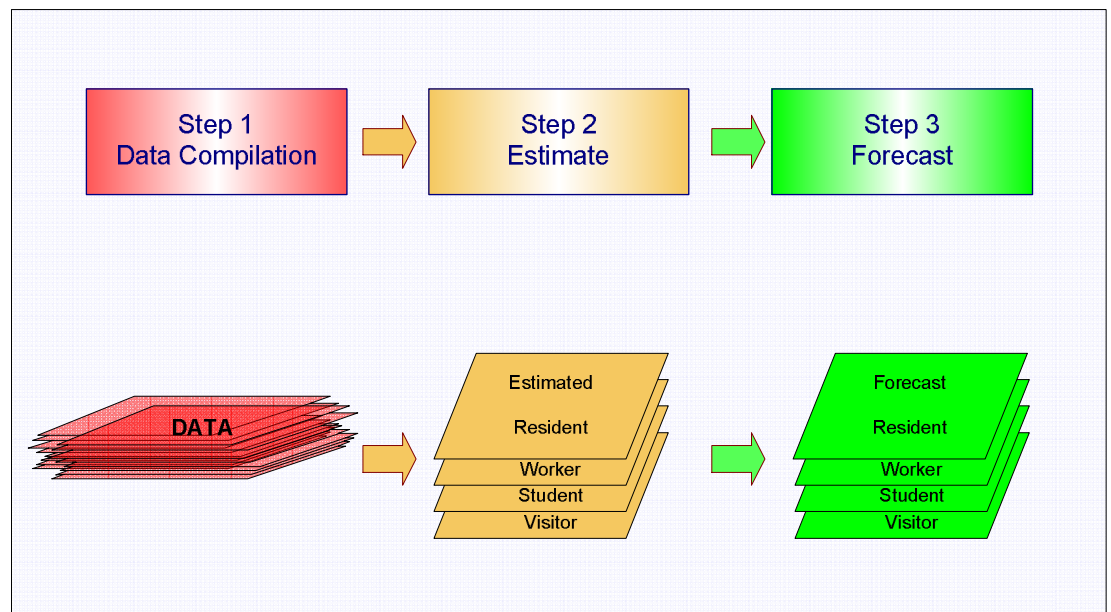 Step 1
Data Compilation
Step 2
Estimate
Step 3
Forecast
DATA
Estimated
Resident
Worker
Student
Visitor
Forecast
Resident
Worker
Student
Visitor